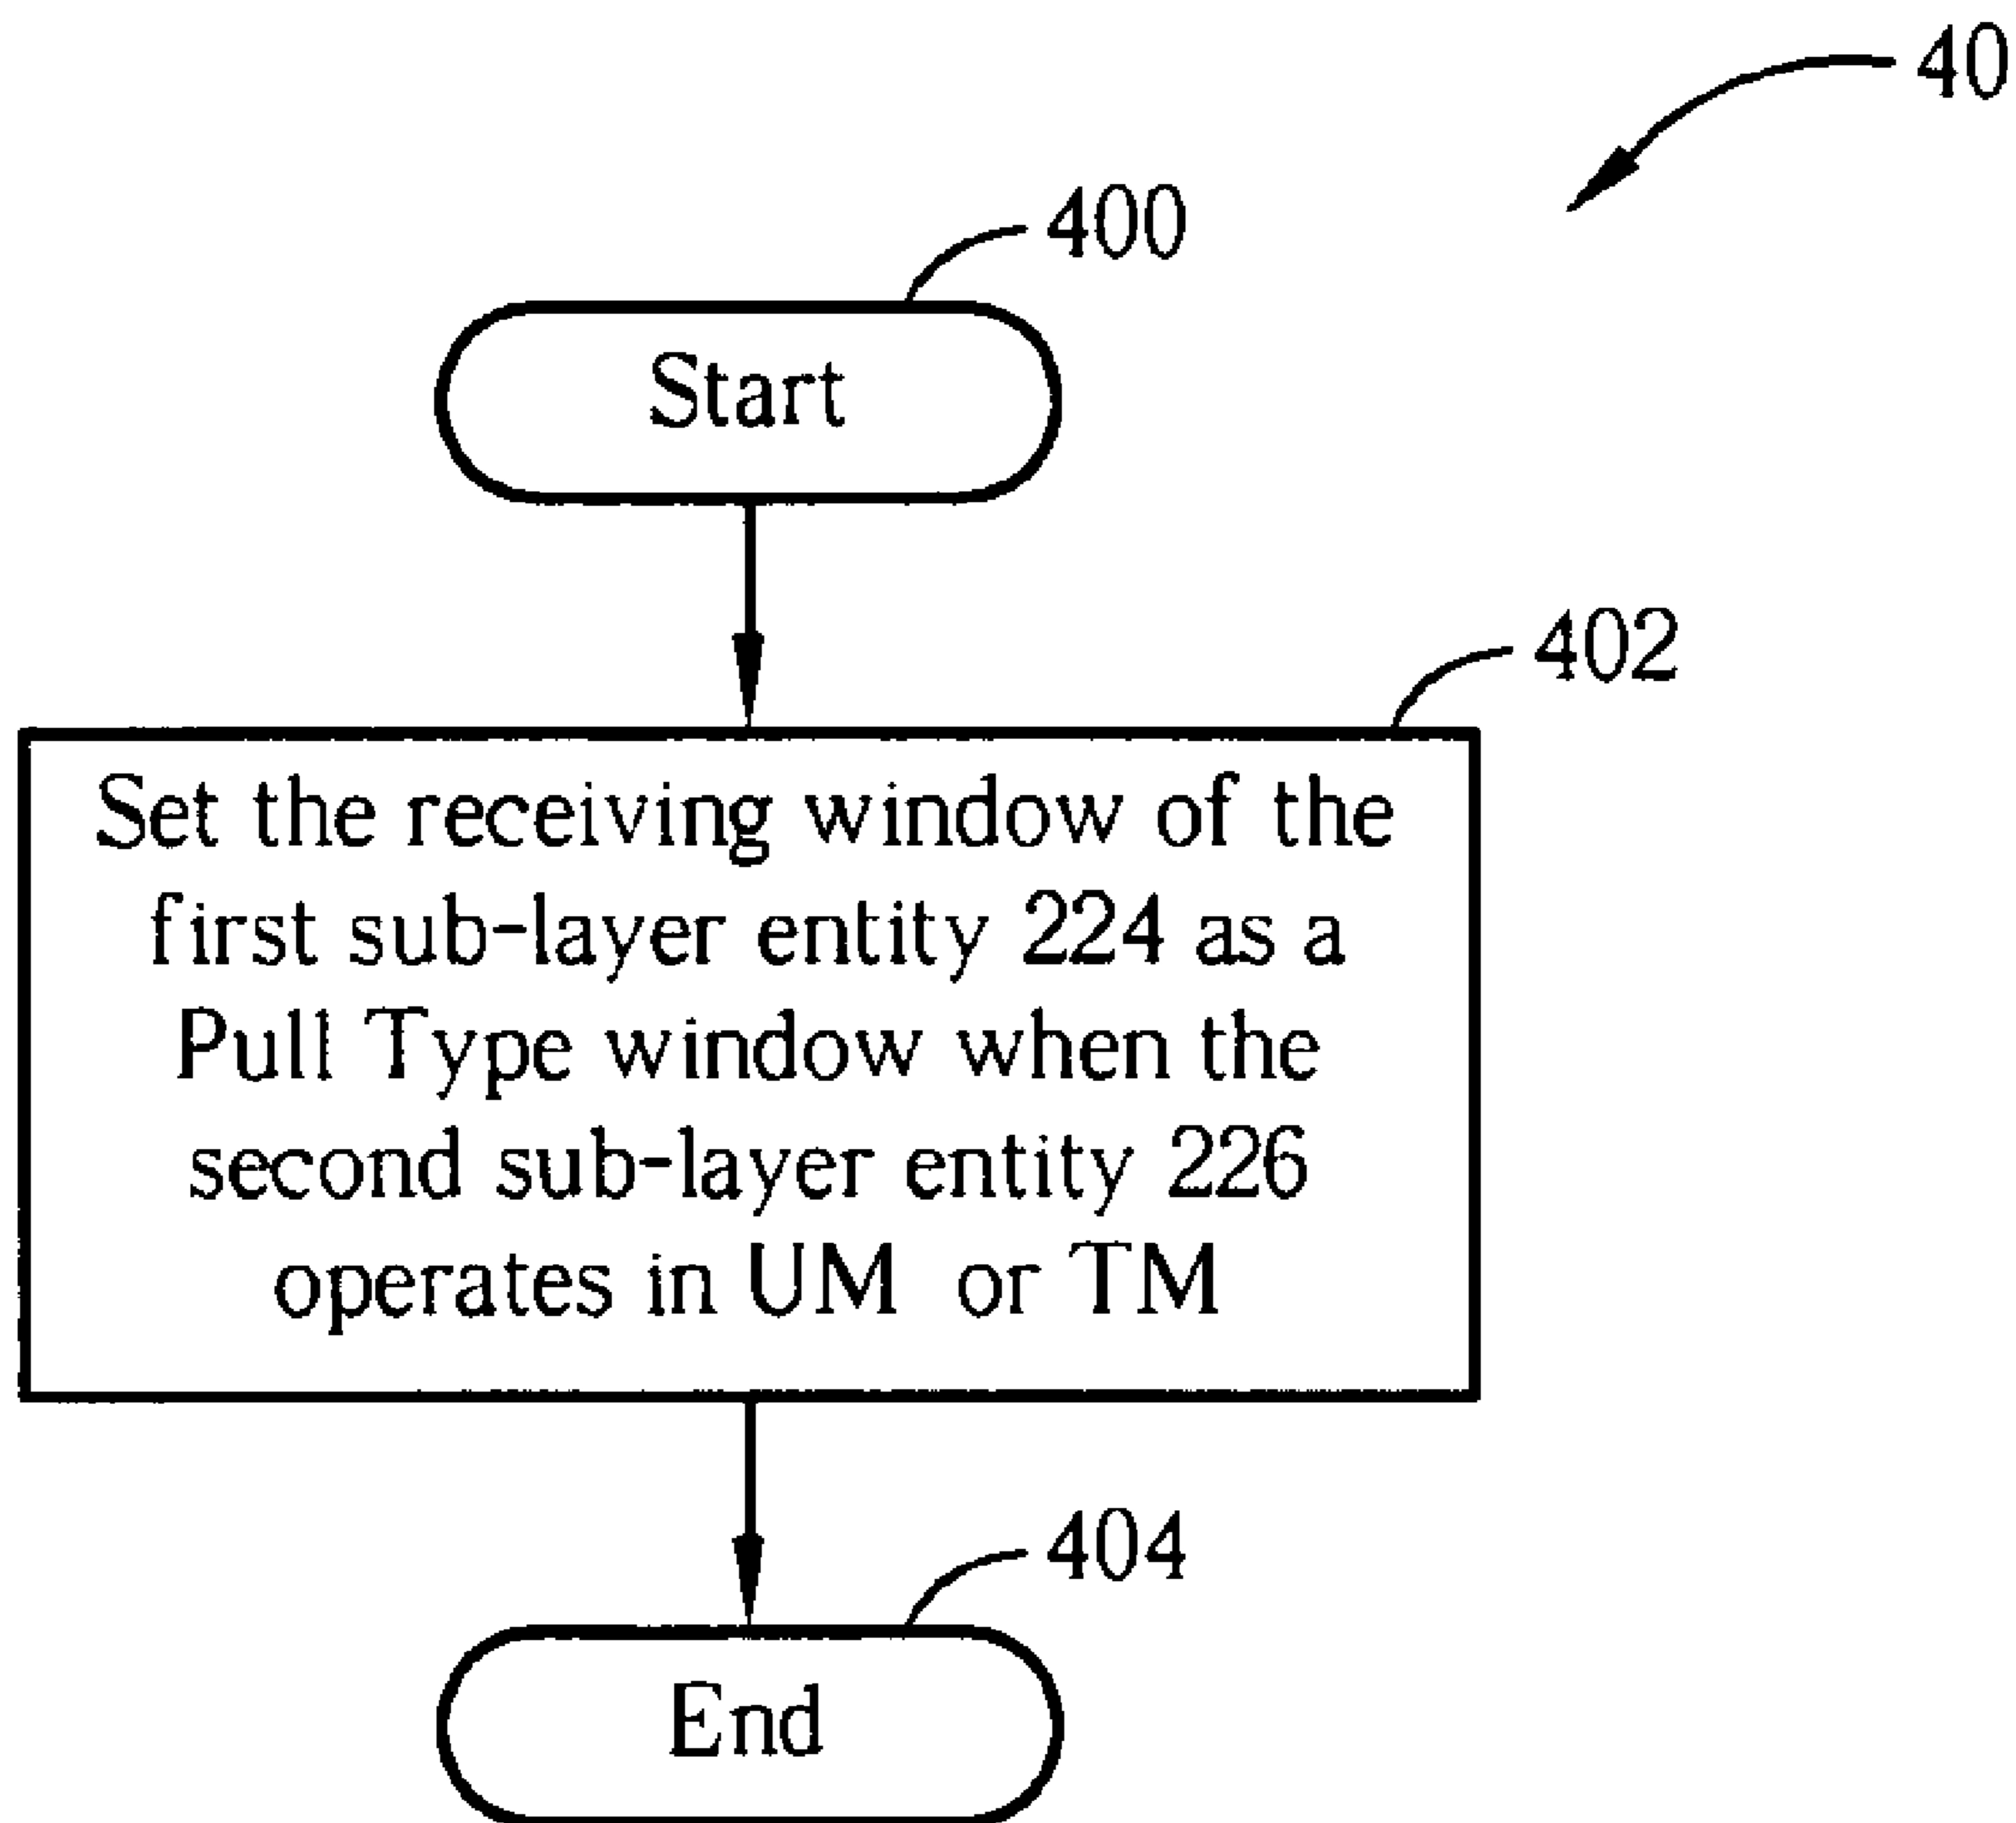 40
400
Start
402
Set the receiving window of the
first sub-layer entity 224 as a
Pull Type window when the
second sub-layer entity 226
operates in UM or TM
404
End